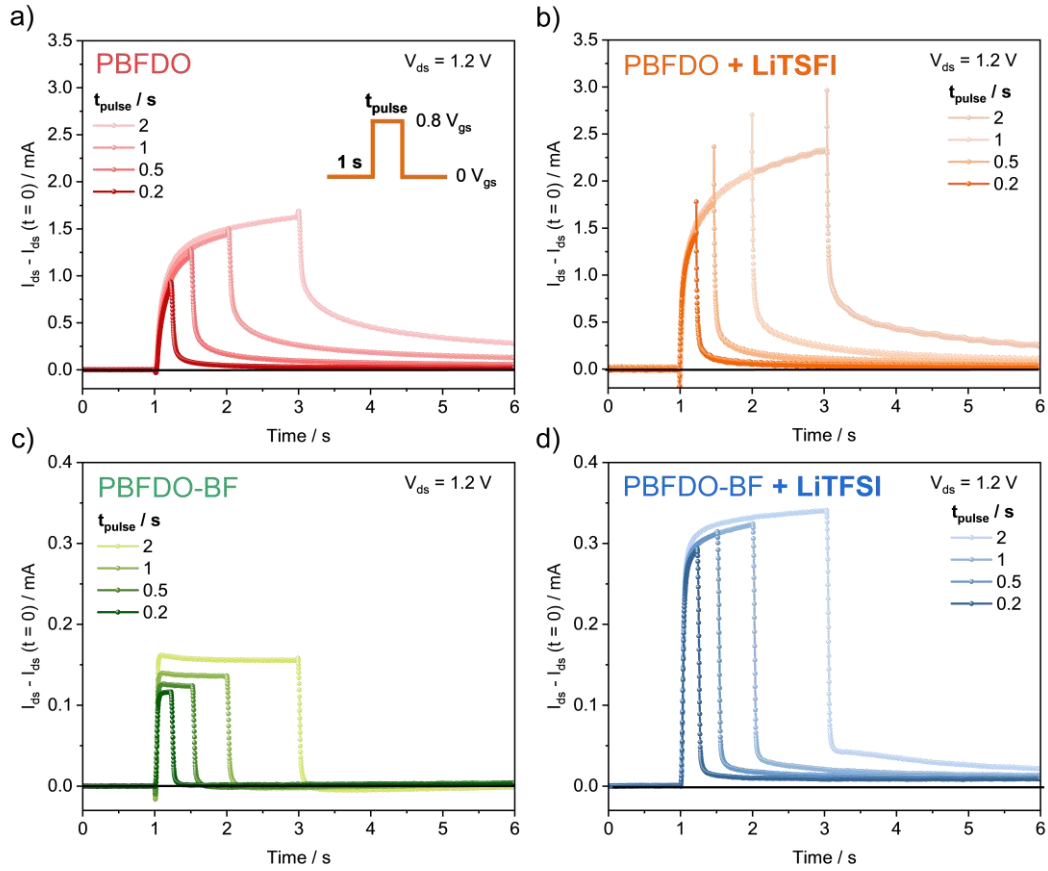 a)
PBFDO
V_ds = 1.2 V
t_pulse / s
2
1
0.5
0.2
t_pulse
0.8 V_gs
1 s
0 V_gs
3.5
3.0
2.5
2.0
1.5
1.0
0.5
0.0
I_ds - I_ds (t = 0) / mA
0 1 2 3 4 5 6
Time / s
b)
PBFDO + LiTSFI
V_ds = 1.2 V
t_pulse / s
2
1
0.5
0.2
3.5
3.0
2.5
2.0
1.5
1.0
0.5
0.0
I_ds - I_ds (t = 0) / mA
0 1 2 3 4 5 6
Time / s
c)
PBFDO-BF
V_ds = 1.2 V
t_pulse / s
2
1
0.5
0.2
0.4
0.3
0.2
0.1
0.0
I_ds - I_ds (t = 0) / mA
0 1 2 3 4 5 6
Time / s
d)
PBFDO-BF + LiTFSI
V_ds = 1.2 V
t_pulse / s
2
1
0.5
0.2
0.4
0.3
0.2
0.1
0.0
I_ds - I_ds (t = 0) / mA
0 1 2 3 4 5 6
Time / s